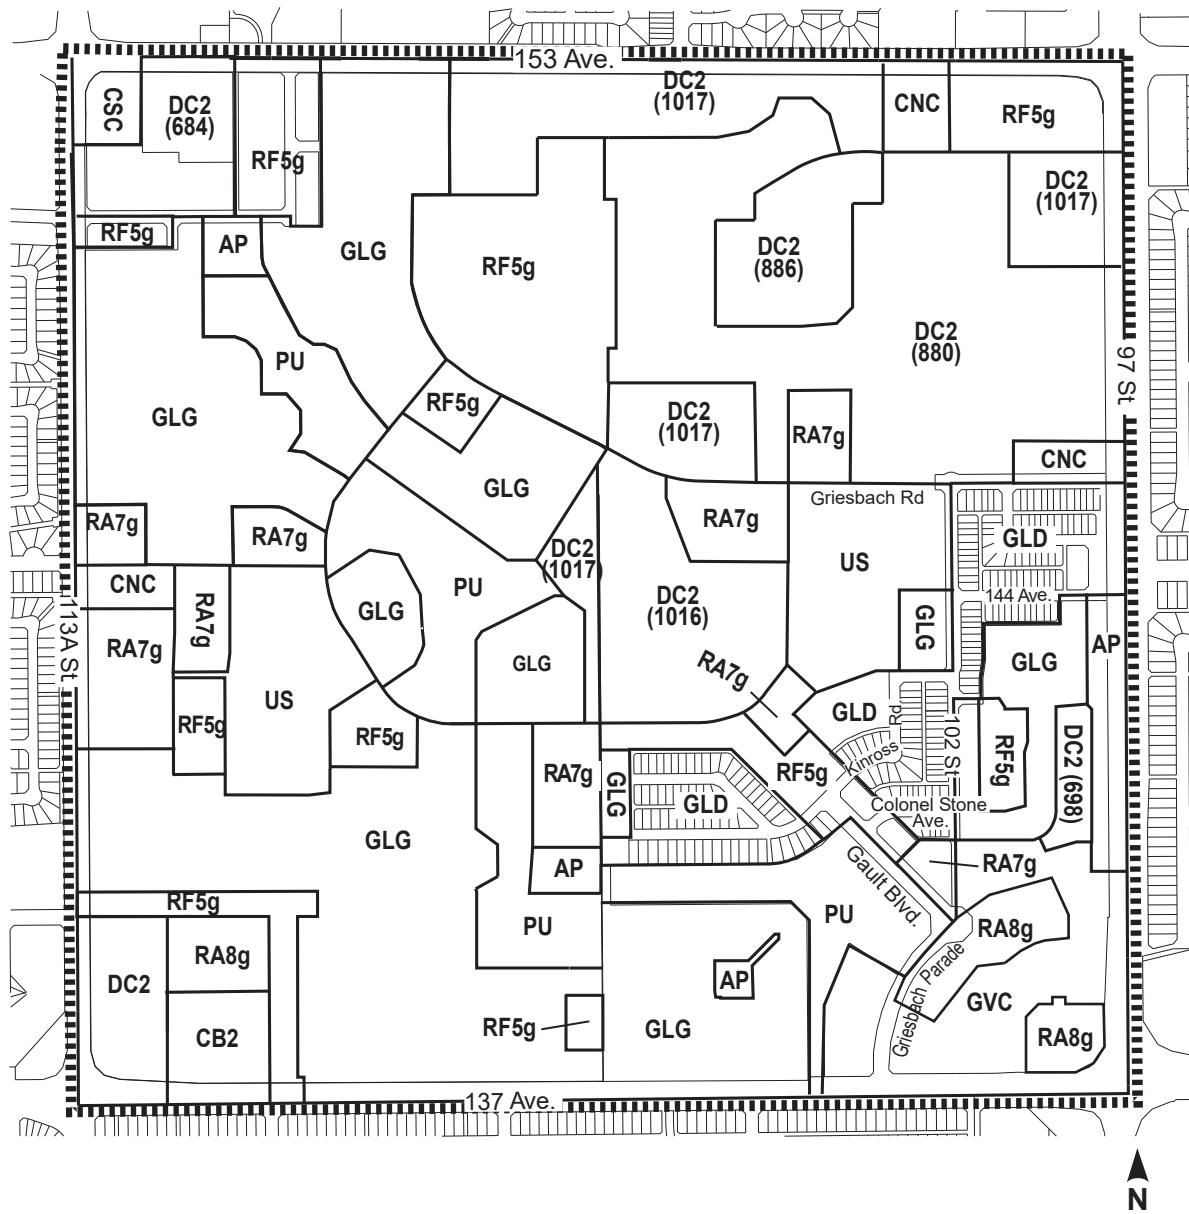 153 Ave.
CSC
DC2
(684)
RF5g
DC2
(1017)
CNC
RF5g
DC2
(1017)
RF5g
AP
GLG
RF5g
DC2
(886)
DC2
(880)
97 St
PU
GLG
RF5g
DC2
(1017)
RA7g
CNC
GLG
Griesbach Rd
RA7g
RA7g
RA7g
GLD
DC2
(1017)
US
CNC
PU
144 Ave.
113A St
RA7g
GLG
DC2
(1016)
GLG
RA7g
GLG
GLG
AP
RA7g
US
GLD
Rd.
102 St
RF5g
RF5g
RF5g
Kinross
RF5g
DC2 (698)
RA7g
GLG
GLD
Colonel Stone
Ave.
GLG
AP
Gault Blvd.
RA7g
RF5g
PU
PU
RA8g
RA8g
DC2
AP
Griesbach Parade
GVC
RF5g
GLG
CB2
RA8g
137 Ave.
N